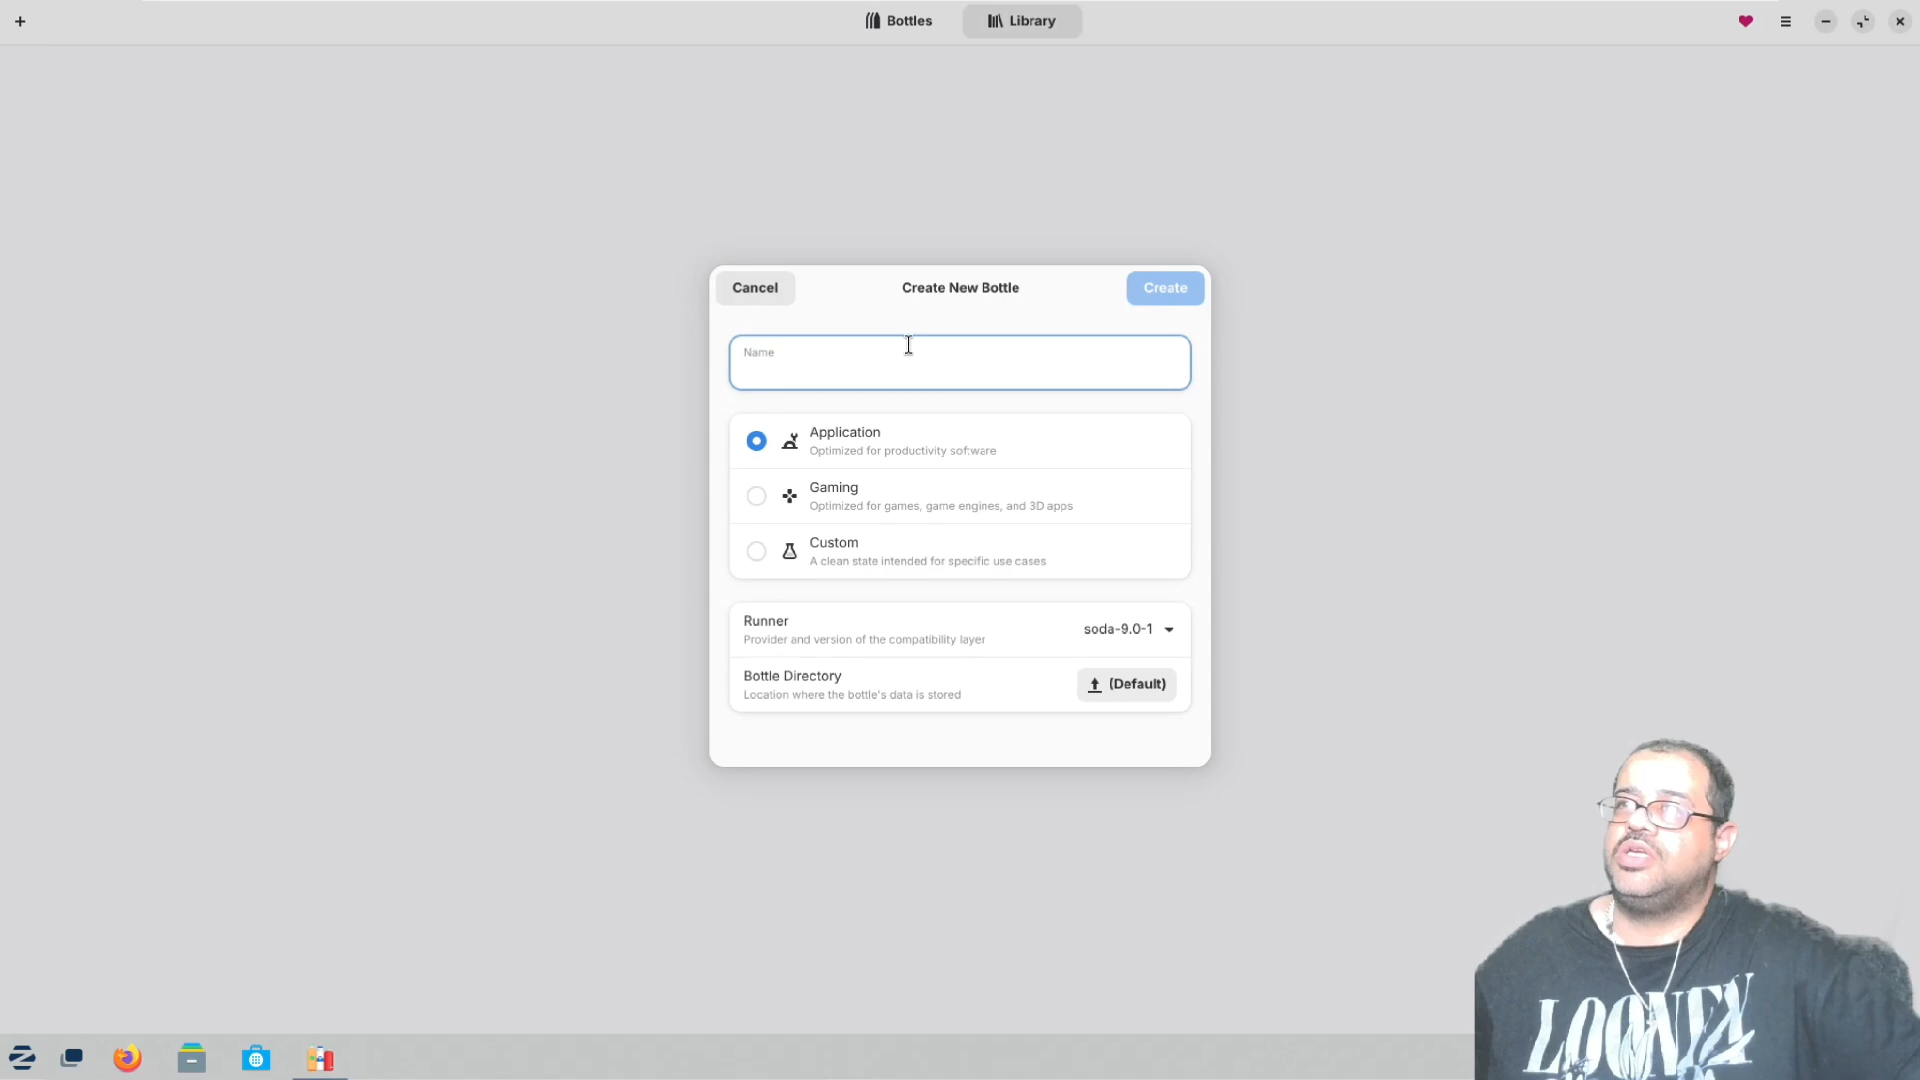 Bottles
Library
Cancel
Create New Bottle
Create
Name
Application
Optimized for productivity software
Gaming
Optimized for games, game engines, and 3D apps
Custom
A clean state intended for specific use cases
Runner
Provider and version of the compatibility layer
soda-9.0-1
Bottle Directory
Location where the bottle's data is stored
(Default)